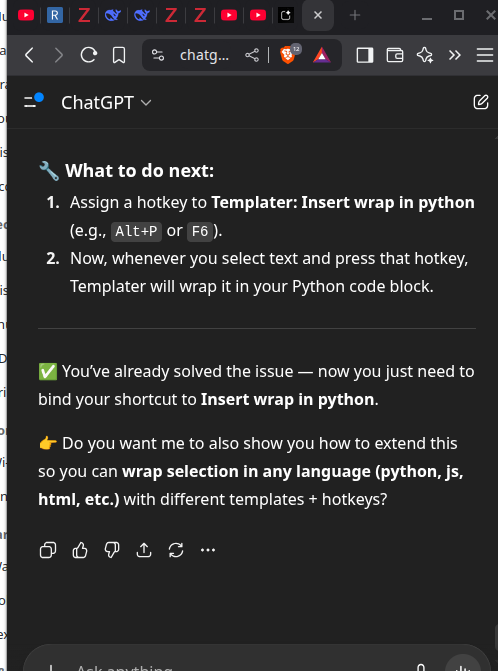 12
chatg...
ChatGPT
🔧 What to do next:
1. Assign a hotkey to Templater: Insert wrap in python
(e.g., Alt+P or F6).
2. Now, whenever you select text and press that hotkey,
Templater will wrap it in your Python code block.
✅ You’ve already solved the issue — now you just need to
bind your shortcut to Insert wrap in python.
👉 Do you want me to also show you how to extend this
so you can wrap selection in any language (python, js,
html, etc.) with different templates + hotkeys?
Ask anything